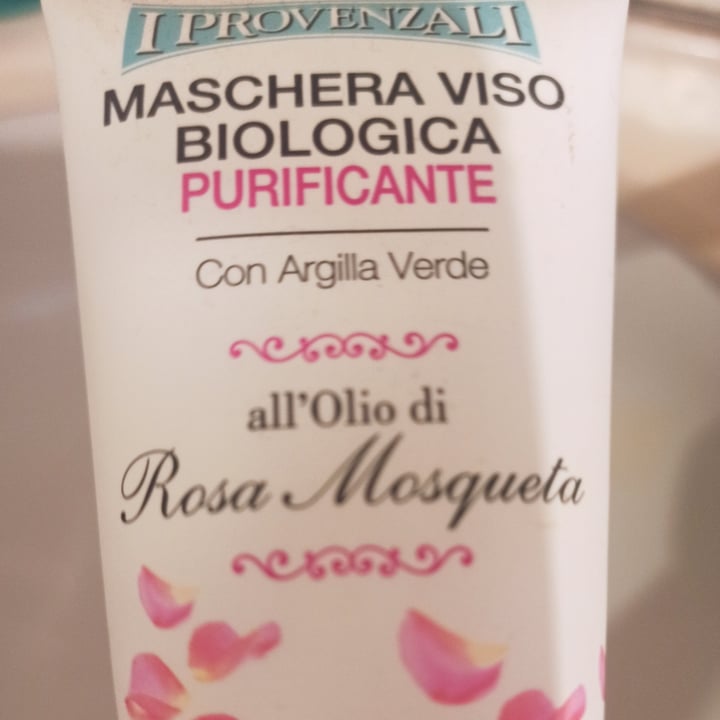 I PROVENZALI
MASCHERA VISO
BIOLOGICA
PURIFICANTE
Con Argilla Verde
all'Olio di
Rosa Mosqueta